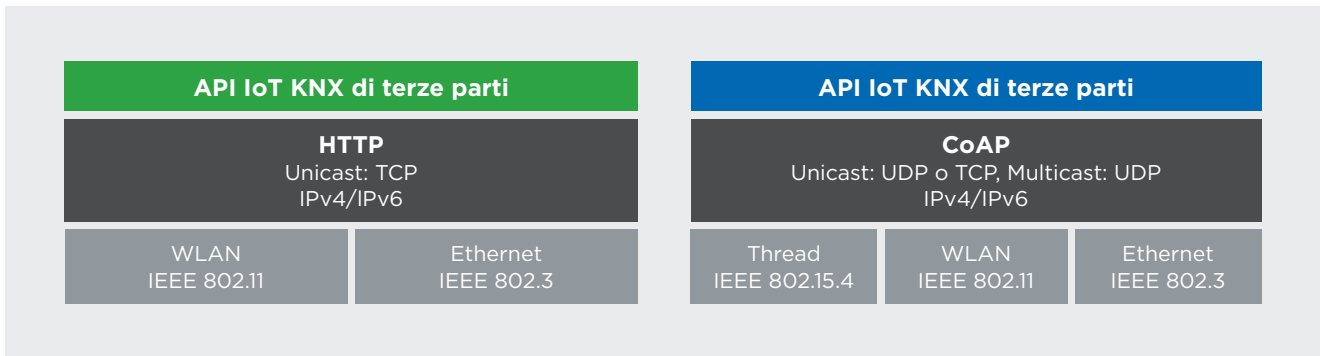 API IoT KNX di terze parti
HTTP
Unicast: TCP
IPv4/IPv6
WLAN
IEEE 802.11
Ethernet
IEEE 802.3
API IoT KNX di terze parti
CoAP
Unicast: UDP o TCP, Multicast: UDP
IPv4/IPv6
Thread
IEEE 802.15.4
WLAN
IEEE 802.11
Ethernet
IEEE 802.3